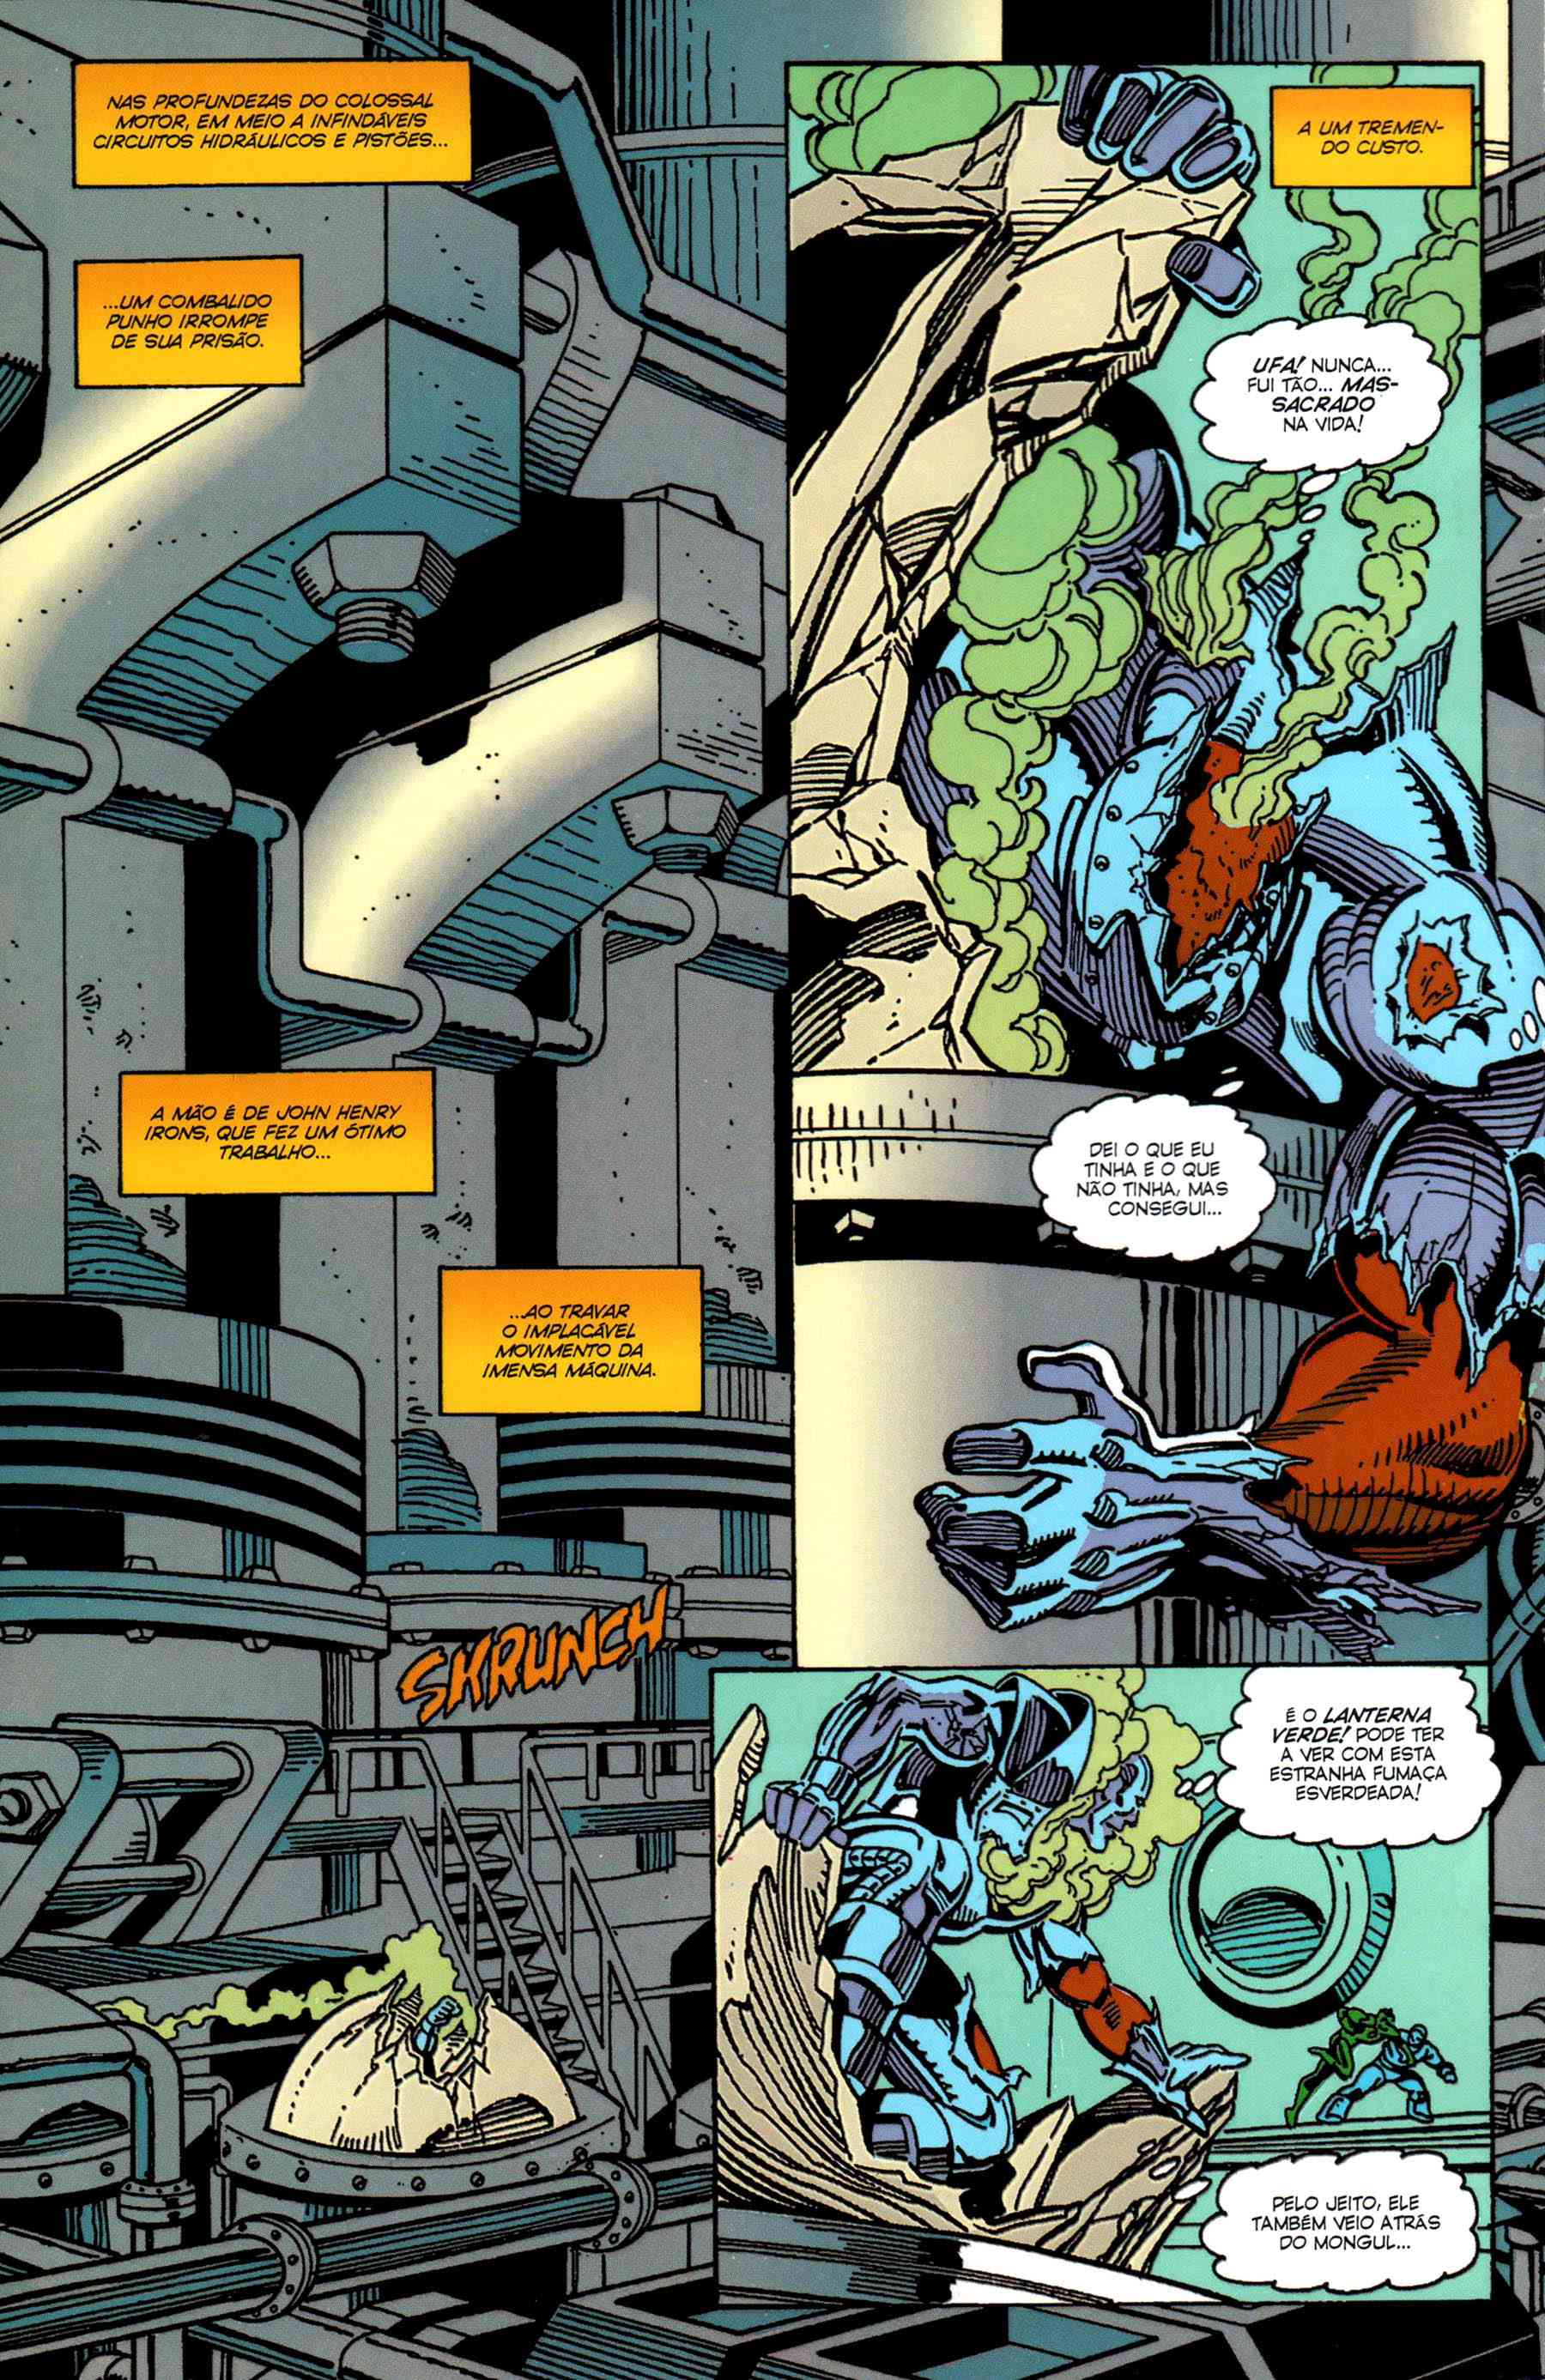 NAS PROFUNDEZAS DO COLOSSAL
MOTOR, EM MEIO A INFINDÁVEIS
CIRCUITOS HIDRÁULICOS E PISTÕES...
...UM COMBALIDO
PUNHO IRROMPE
DE SUA PRISÃO.
A MÃO É DE JOHN HENRY
IRONS, QUE FEZ UM ÓTIMO
TRABALHO...
...AO TRAVAR
O IMPLACÁVEL
MOVIMENTO DA
IMENSA MÁQUINA.
SKRUNCH
A UM TREMEN-
DO CUSTO.
UFA! NUNCA...
FUI TÃO... MAS-
SACRADO
NA VIDA!
DEI O QUE EU
TINHA E O QUE
NÃO TINHA, MAS
CONSEGUI...
É O LANTERNA
VERDE! PODE TER
A VER COM ESTA
ESTRANHA FUMAÇA
ESVERDEADA!
PELO JEITO, ELE
TAMBÉM VEIO ATRÁS
DO MONGUL...